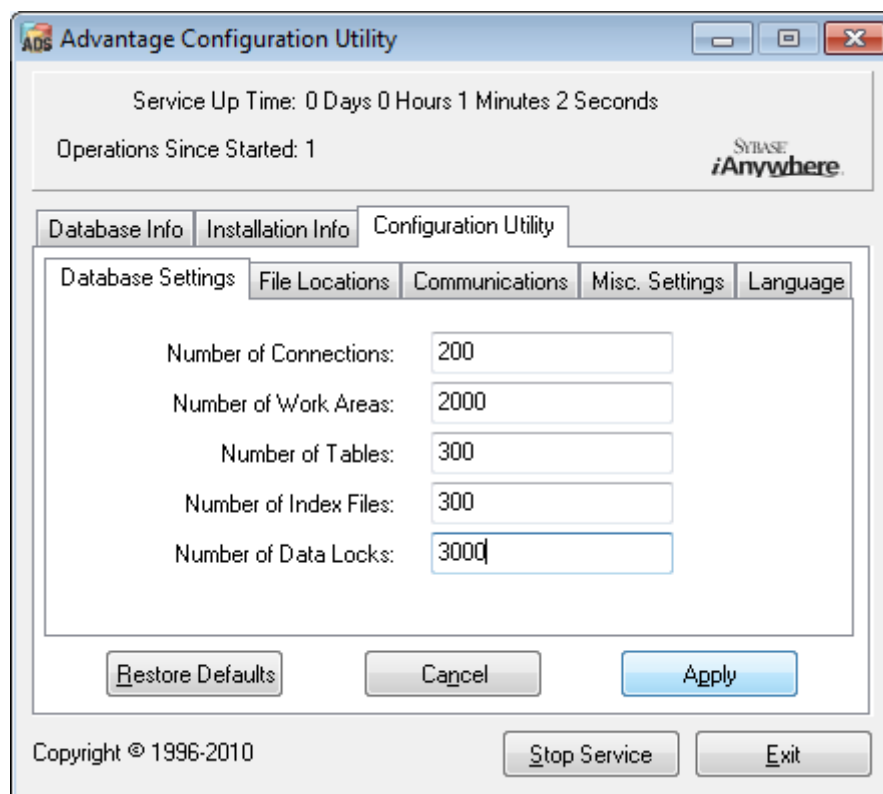 ADS Advantage Configuration Utility
Service Up Time: 0 Days 0 Hours 1 Minutes 2 Seconds
Operations Since Started: 1
SYBASE
iAnywhere.
Database Info Installation Info Configuration Utility
Database Settings File Locations Communications Misc. Settings Language
Number of Connections: 200
Number of Work Areas: 2000
Number of Tables: 300
Number of Index Files: 300
Number of Data Locks: 3000
Restore Defaults Cancel Apply
Copyright © 1996-2010 Stop Service Exit